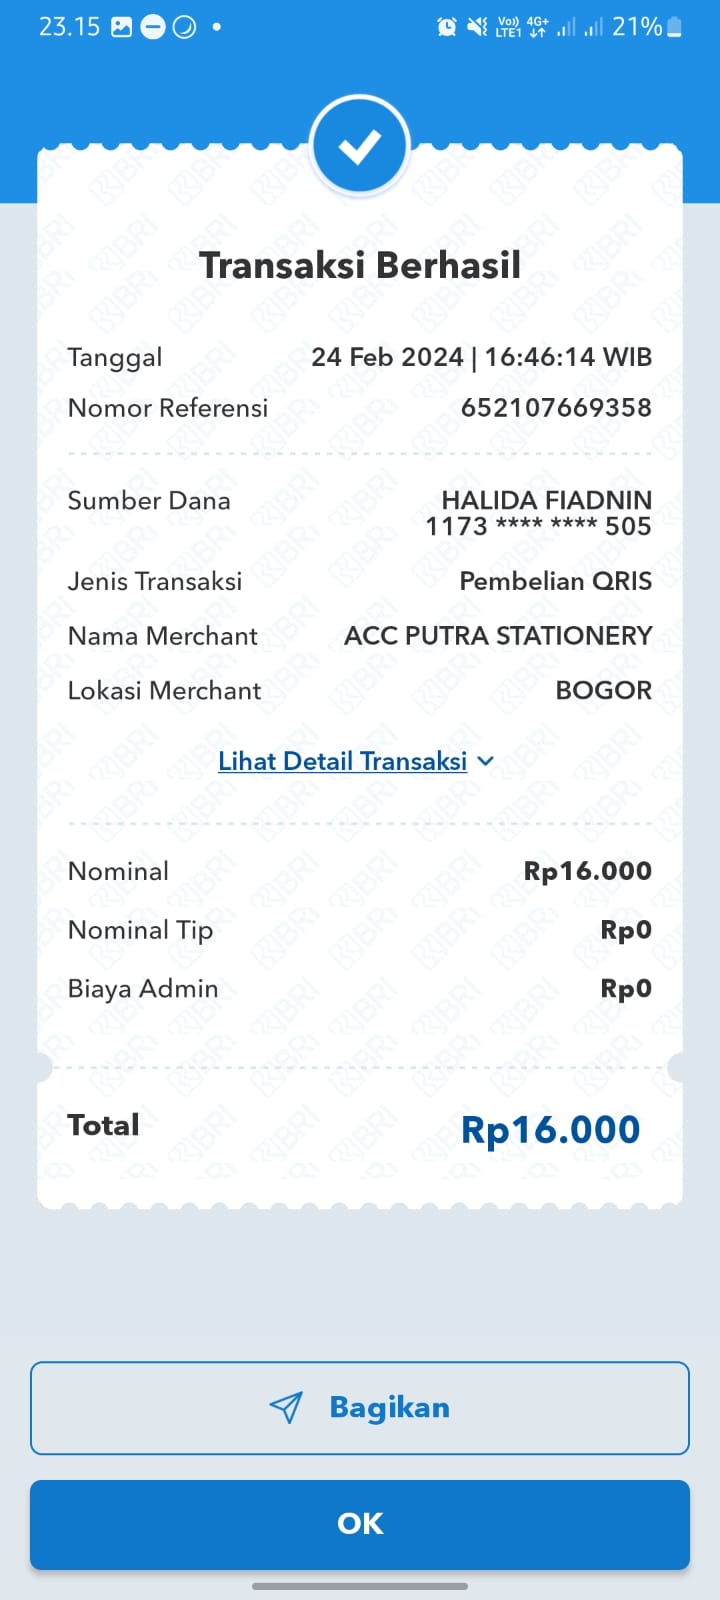 23.15 Vo)) LTE1 4G+ 21%
Transaksi Berhasil
Tanggal 24 Feb 2024 | 16:46:14 WIB
Nomor Referensi 652107669358
Sumber Dana HALIDA FIADNIN
1173 **** **** 505
Jenis Transaksi Pembelian QRIS
Nama Merchant ACC PUTRA STATIONERY
Lokasi Merchant BOGOR
Lihat Detail Transaksi
Nominal Rp16.000
Nominal Tip Rp0
Biaya Admin Rp0
Total Rp16.000
Bagikan
OK